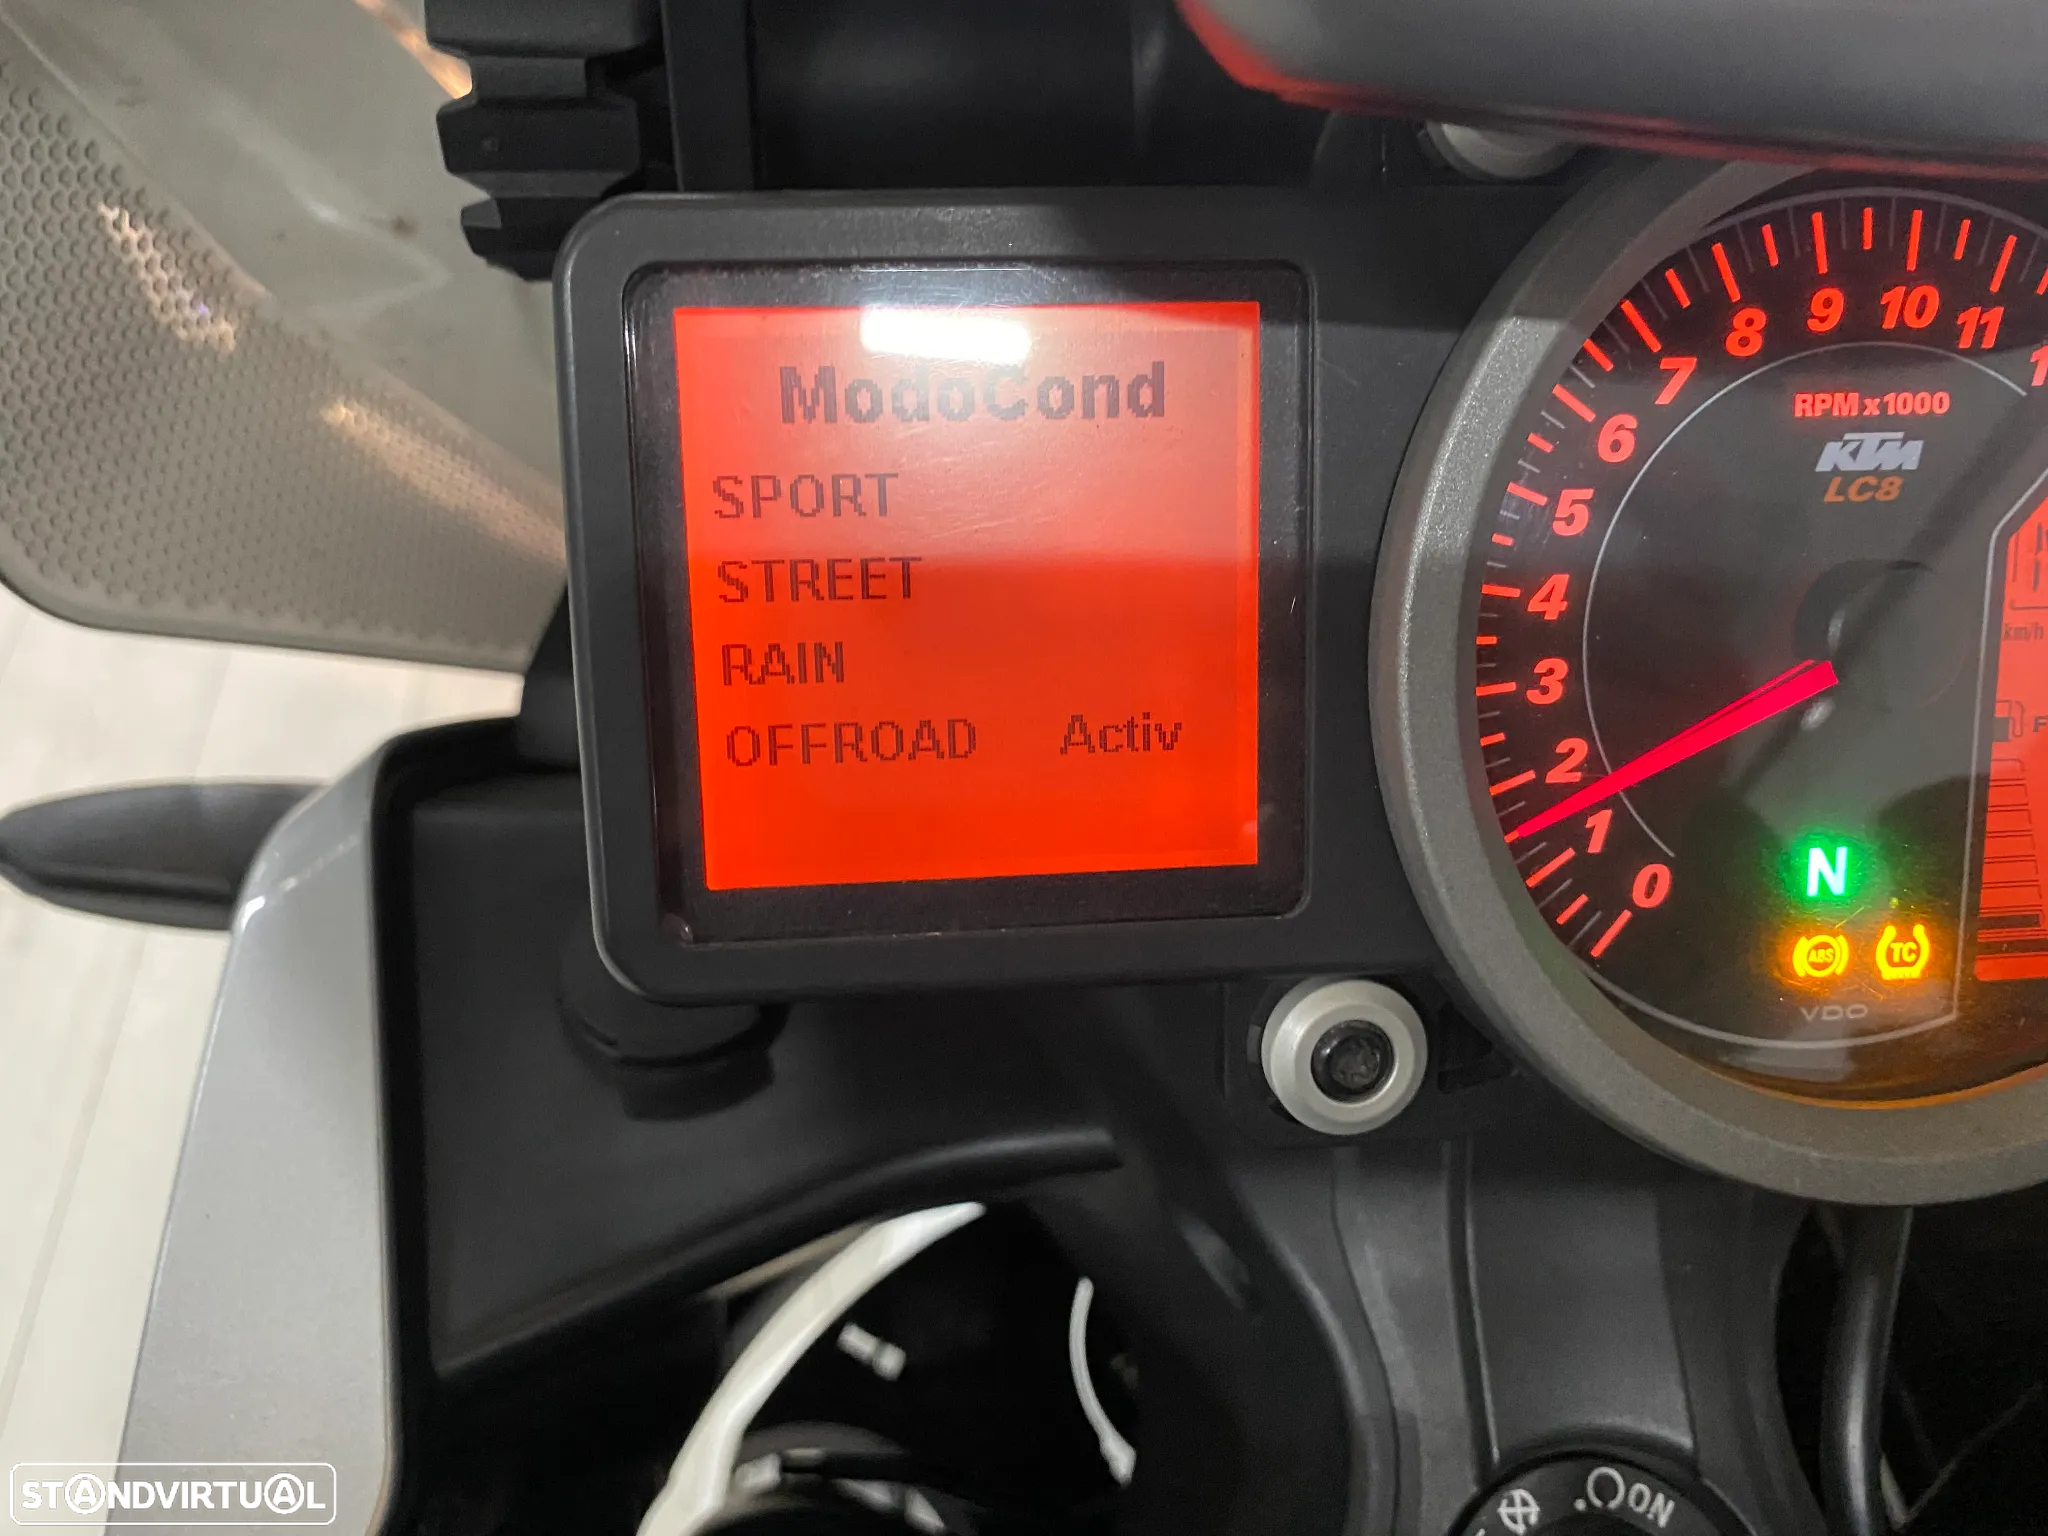 ModoCond
SPORT
STREET
RAIN
OFFROAD Activ
0
1
2
3
4
5
6
7
8
9
10
11
RPM x 1000
KTM
LC8
km/h
F
N
ABS
TC
VDO
ON
STANDVIRTUAL